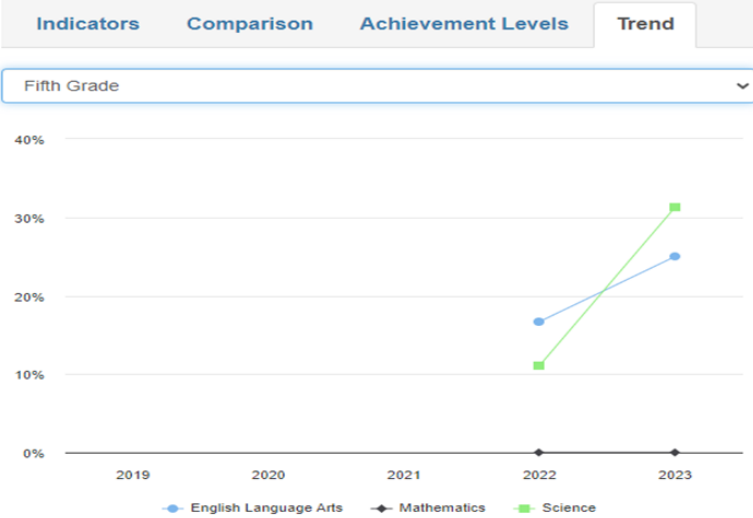 Indicators Comparison Achievement Levels Trend
Fifth Grade
40%
30%
20%
10%
0%
2019 2020 2021 2022 2023
English Language Arts Mathematics Science